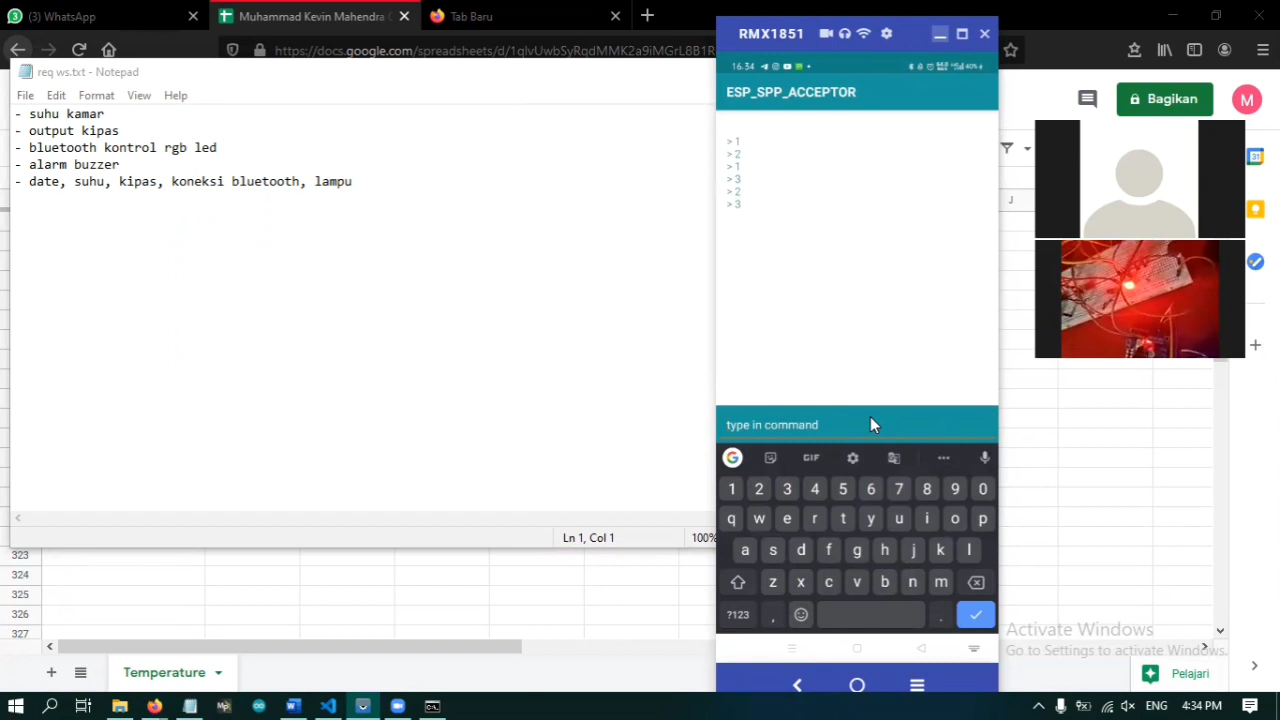 (3) WhatsApp
Muhammad Kevin Mahendra
Tab Baru
RMX1851
https://docs.google.com/spreadsheets/d/
req ws.txt - Notepad
File Edit Format View Help
- suhu kamar
- output kipas
- bluetooth kontrol rgb led
- alarm buzzer
- date, suhu, kipas, koneksi bluetooth, lampu
Ln 1, Col 1
100%
16.34
40%
ESP_SPP_ACCEPTOR
> 1
> 2
> 1
> 3
> 2
> 3
type in command
GIF
1 2 3 4 5 6 7 8 9 0
q w e r t y u i o p
a s d f g h j k l
z x c v b n m
?123 , .
Bagikan
M
31
J
323
324
325
326
327
Temperature
Activate Windows
Go to Settings to activate Windows.
Pelajari
ENG
4:34 PM